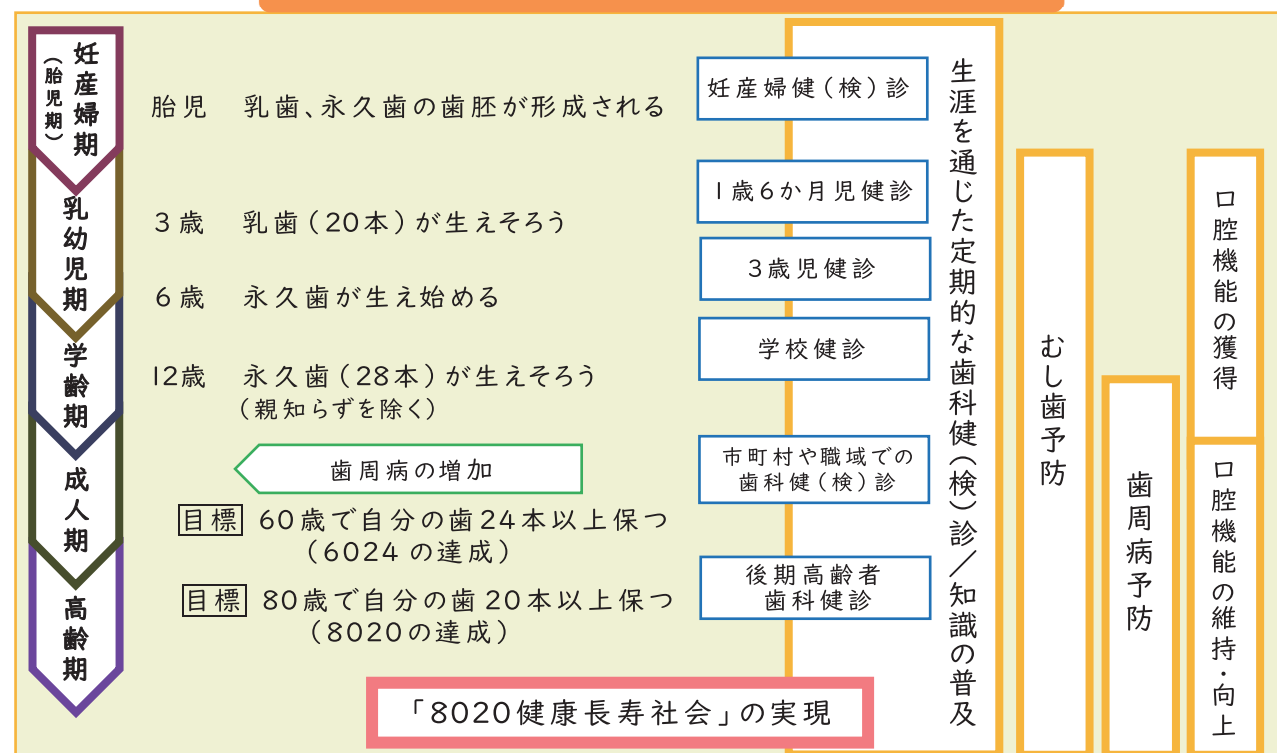 妊産婦期
(胎児期)
乳幼児期
学齢期
成人期
高齢期
胎児 乳歯、永久歯の歯胚が形成される
3歳 乳歯(20本)が生えそろう
6歳 永久歯が生え始める
12歳 永久歯(28本)が生えそろう
(親知らずを除く)
歯周病の増加
目標 60歳で自分の歯24本以上保つ
(6024の達成)
目標 80歳で自分の歯20本以上保つ
(8020の達成)
妊産婦健(検)診
1歳6か月児健診
3歳児健診
学校健診
市町村や職域での
歯科健(検)診
後期高齢者
歯科健診
生涯を通じた定期的な歯科健(検)診/知識の普及
むし歯予防
歯周病予防
口腔機能の獲得
口腔機能の維持・向上
「8020健康長寿社会」の実現